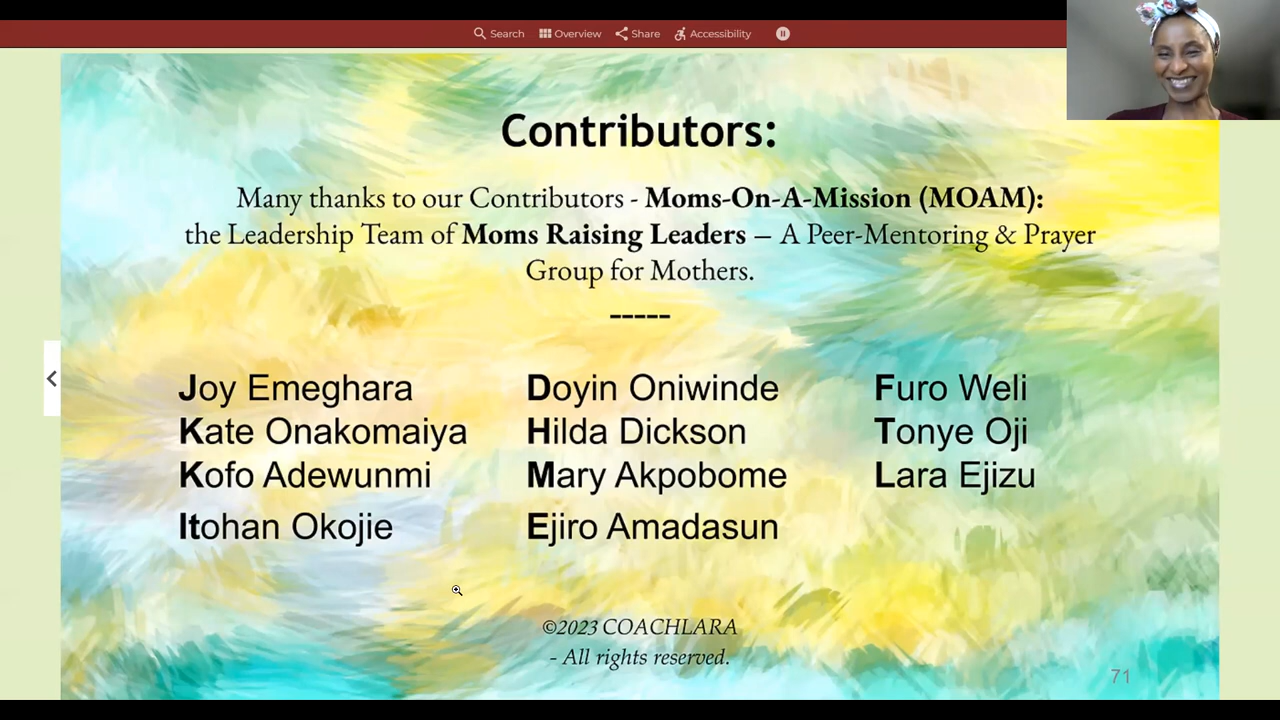 Search Overview Share Accessibility
Contributors:
Many thanks to our Contributors - Moms-On-A-Mission (MOAM):
the Leadership Team of Moms Raising Leaders – A Peer-Mentoring & Prayer
Group for Mothers.
-----
Joy Emeghara
Kate Onakomaiya
Kofo Adewunmi
Itohan Okojie
Doyin Oniwinde
Hilda Dickson
Mary Akpobome
Ejiro Amadasun
Furo Weli
Tonye Oji
Lara Ejizu
©2023 COACHLARA
- All rights reserved.
71